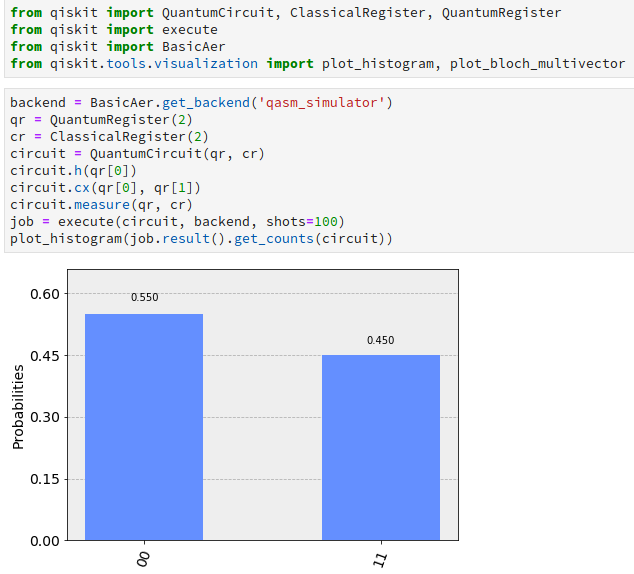 from qiskit import QuantumCircuit, ClassicalRegister, QuantumRegister
from qiskit import execute
from qiskit import BasicAer
from qiskit.tools.visualization import plot_histogram, plot_bloch_multivector
backend = BasicAer.get_backend('qasm_simulator')
qr = QuantumRegister(2)
cr = ClassicalRegister(2)
circuit = QuantumCircuit(qr, cr)
circuit.h(qr[0])
circuit.cx(qr[0], qr[1])
circuit.measure(qr, cr)
job = execute(circuit, backend, shots=100)
plot_histogram(job.result().get_counts(circuit))
0.60
0.550
0.450
0.45
0.30
0.15
0.00
Probabilities
00
11